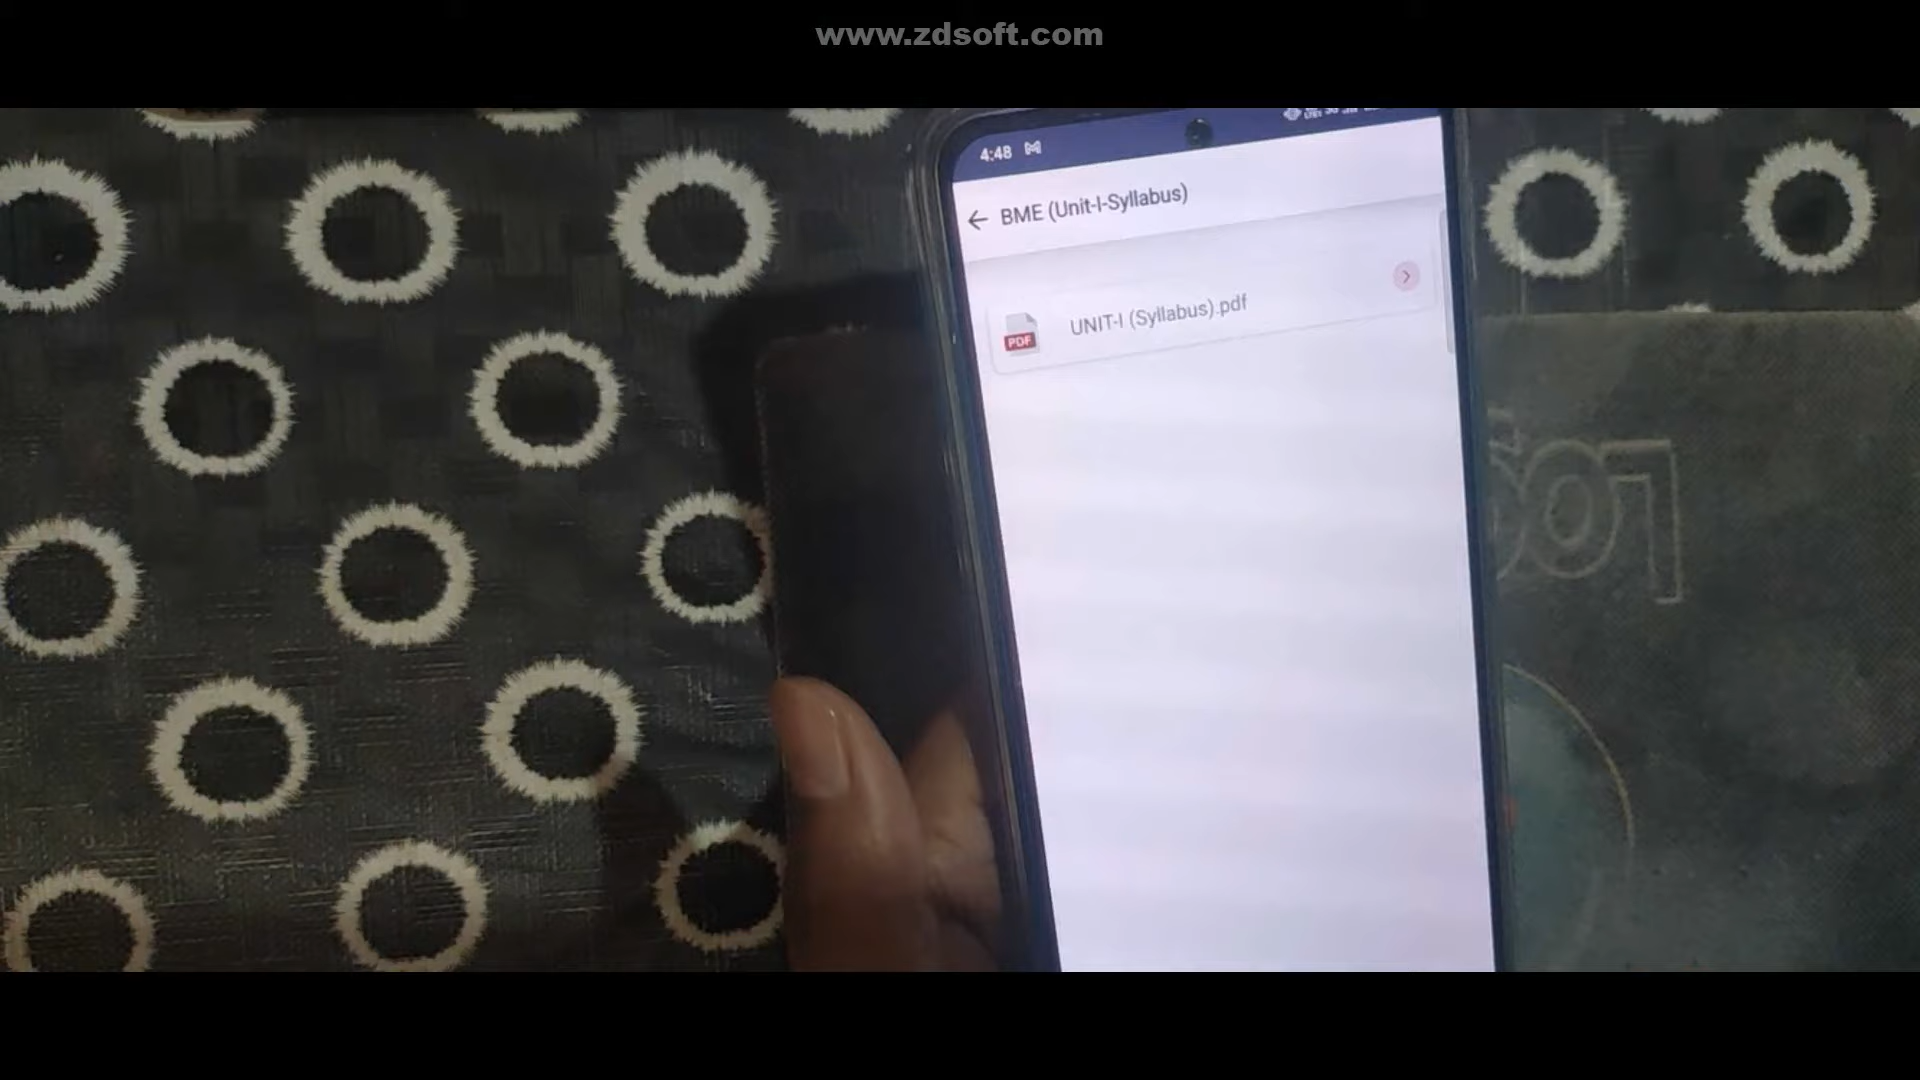 www.zdsoft.com
4:48
BME (Unit-I-Syllabus)
UNIT-I (Syllabus).pdf
PDF